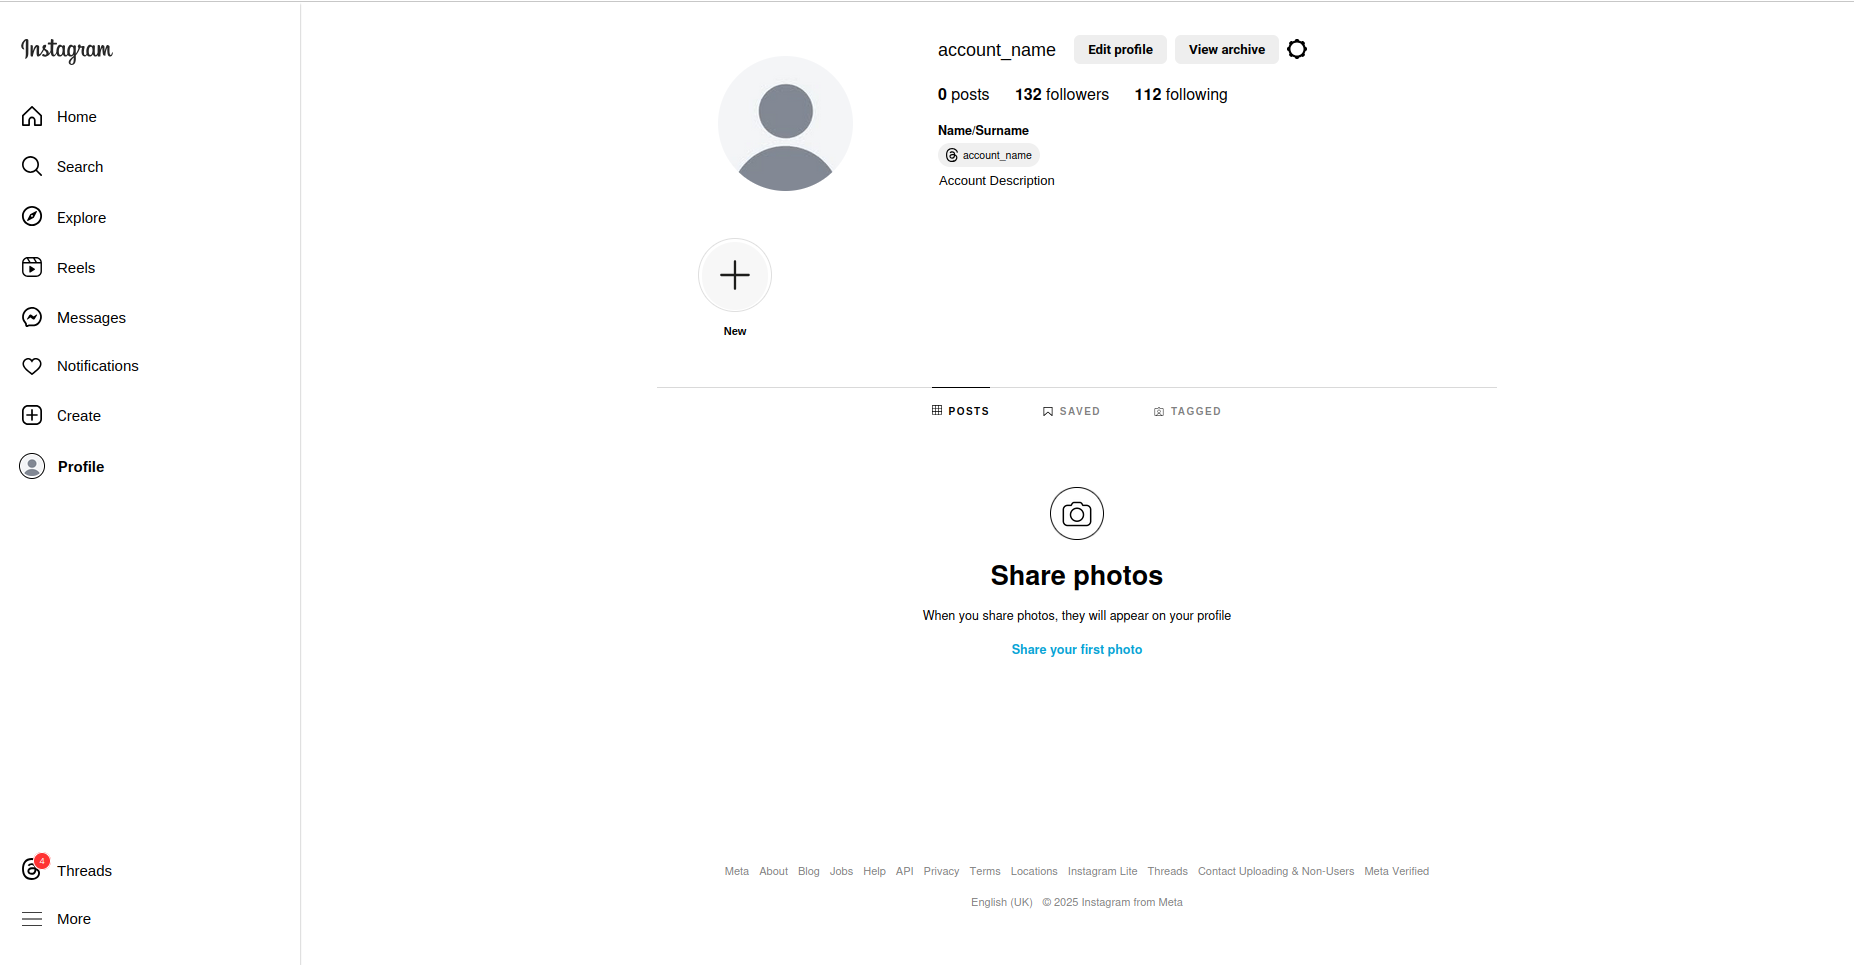 Instagram
Home
Search
Explore
Reels
Messages
Notifications
Create
Profile
4
Threads
More
account_name Edit profile View archive
0 posts 132 followers 112 following
Name/Surname
account_name
Account Description
New
POSTS SAVED TAGGED
Share photos
When you share photos, they will appear on your profile
Share your first photo
Meta About Blog Jobs Help API Privacy Terms Locations Instagram Lite Threads Contact Uploading & Non-Users Meta Verified
English (UK) © 2025 Instagram from Meta